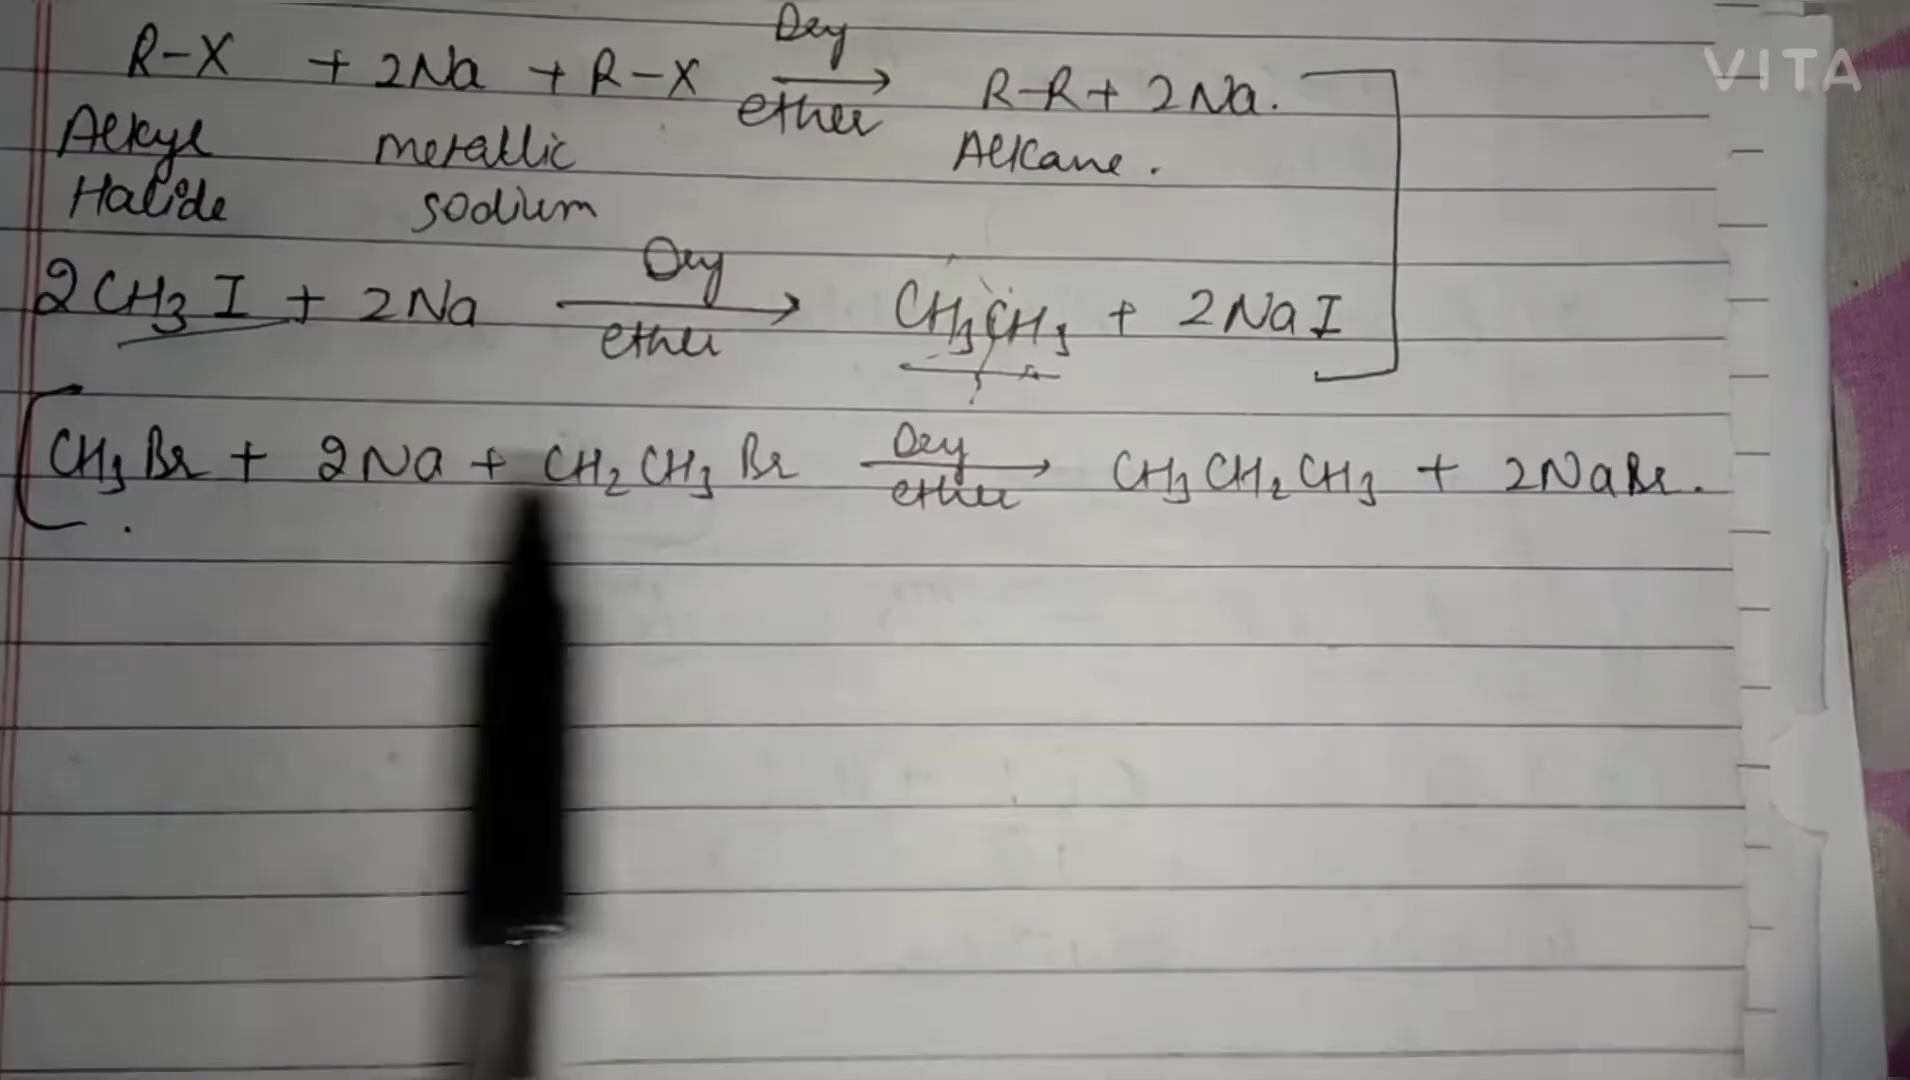 R-X + 2Na + R-X Dry ether → R-R + 2Na.
Alkyl metallic Alkane.
Halide sodium
2CH3I + 2Na Dry ether → CH3CH3 + 2NaI
CH3Br + 2Na + CH2CH3Br Dry ether → CH3CH2CH3 + 2NaBr.
VITA